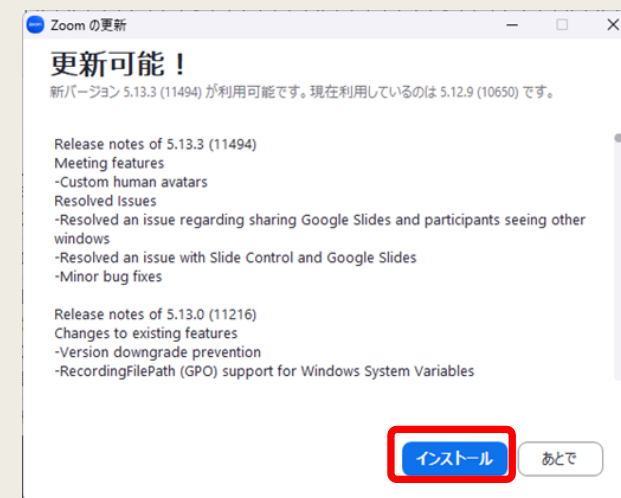 Zoom の更新
更新可能！
新バージョン 5.13.3 (11494) が利用可能です。現在利用しているのは 5.12.9 (10650) です。
Release notes of 5.13.3 (11494)
Meeting features
-Custom human avatars
Resolved Issues
-Resolved an issue regarding sharing Google Slides and participants seeing other
windows
-Resolved an issue with Slide Control and Google Slides
-Minor bug fixes
Release notes of 5.13.0 (11216)
Changes to existing features
-Version downgrade prevention
-RecordingFilePath (GPO) support for Windows System Variables
インストール
あとで